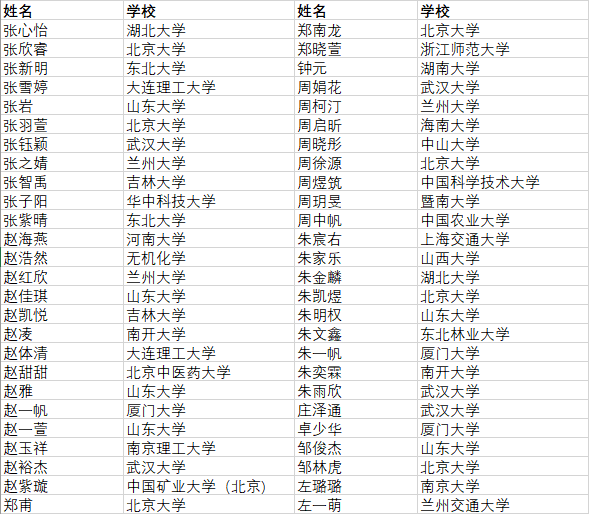 姓名 学校 姓名 学校
张心怡 湖北大学 郑南龙 北京大学
张欣睿 北京大学 郑晓萱 浙江师范大学
张新明 东北大学 钟元 湖南大学
张雪婷 大连理工大学 周娟花 武汉大学
张岩 山东大学 周柯汀 兰州大学
张羽萱 北京大学 周启昕 海南大学
张钰颖 武汉大学 周晓彤 中山大学
张之婧 兰州大学 周徐源 北京大学
张智禹 吉林大学 周煜筑 中国科学技术大学
张子阳 华中科技大学 周玥昱 暨南大学
张紫晴 东北大学 周中帆 中国农业大学
赵海燕 河南大学 朱宸右 上海交通大学
赵浩然 无机化学 朱家乐 山西大学
赵红欣 兰州大学 朱金麟 湖北大学
赵佳琪 山东大学 朱凯煜 北京大学
赵凯悦 吉林大学 朱明权 山东大学
赵凌 南开大学 朱文鑫 东北林业大学
赵体清 大连理工大学 朱一帆 厦门大学
赵甜甜 北京中医药大学 朱奕霖 南开大学
赵雅 山东大学 朱雨欣 武汉大学
赵一帆 厦门大学 庄泽通 武汉大学
赵一萱 山东大学 卓少华 厦门大学
赵玉祥 南京理工大学 邹俊杰 山东大学
赵裕杰 武汉大学 邹林虎 北京大学
赵紫璇 中国矿业大学（北京） 左璐璐 南京大学
郑甫 北京大学 左一萌 兰州交通大学